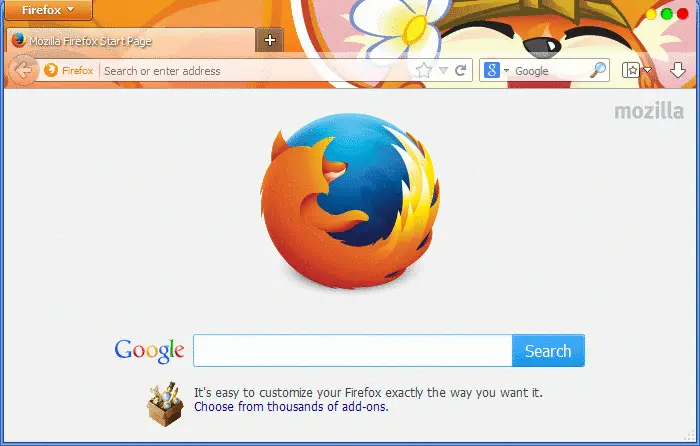 Firefox
Mozilla Firefox Start Page
Firefox Search or enter address
Google
mozilla
Google
Search
It's easy to customize your Firefox exactly the way you want it.
Choose from thousands of add-ons.